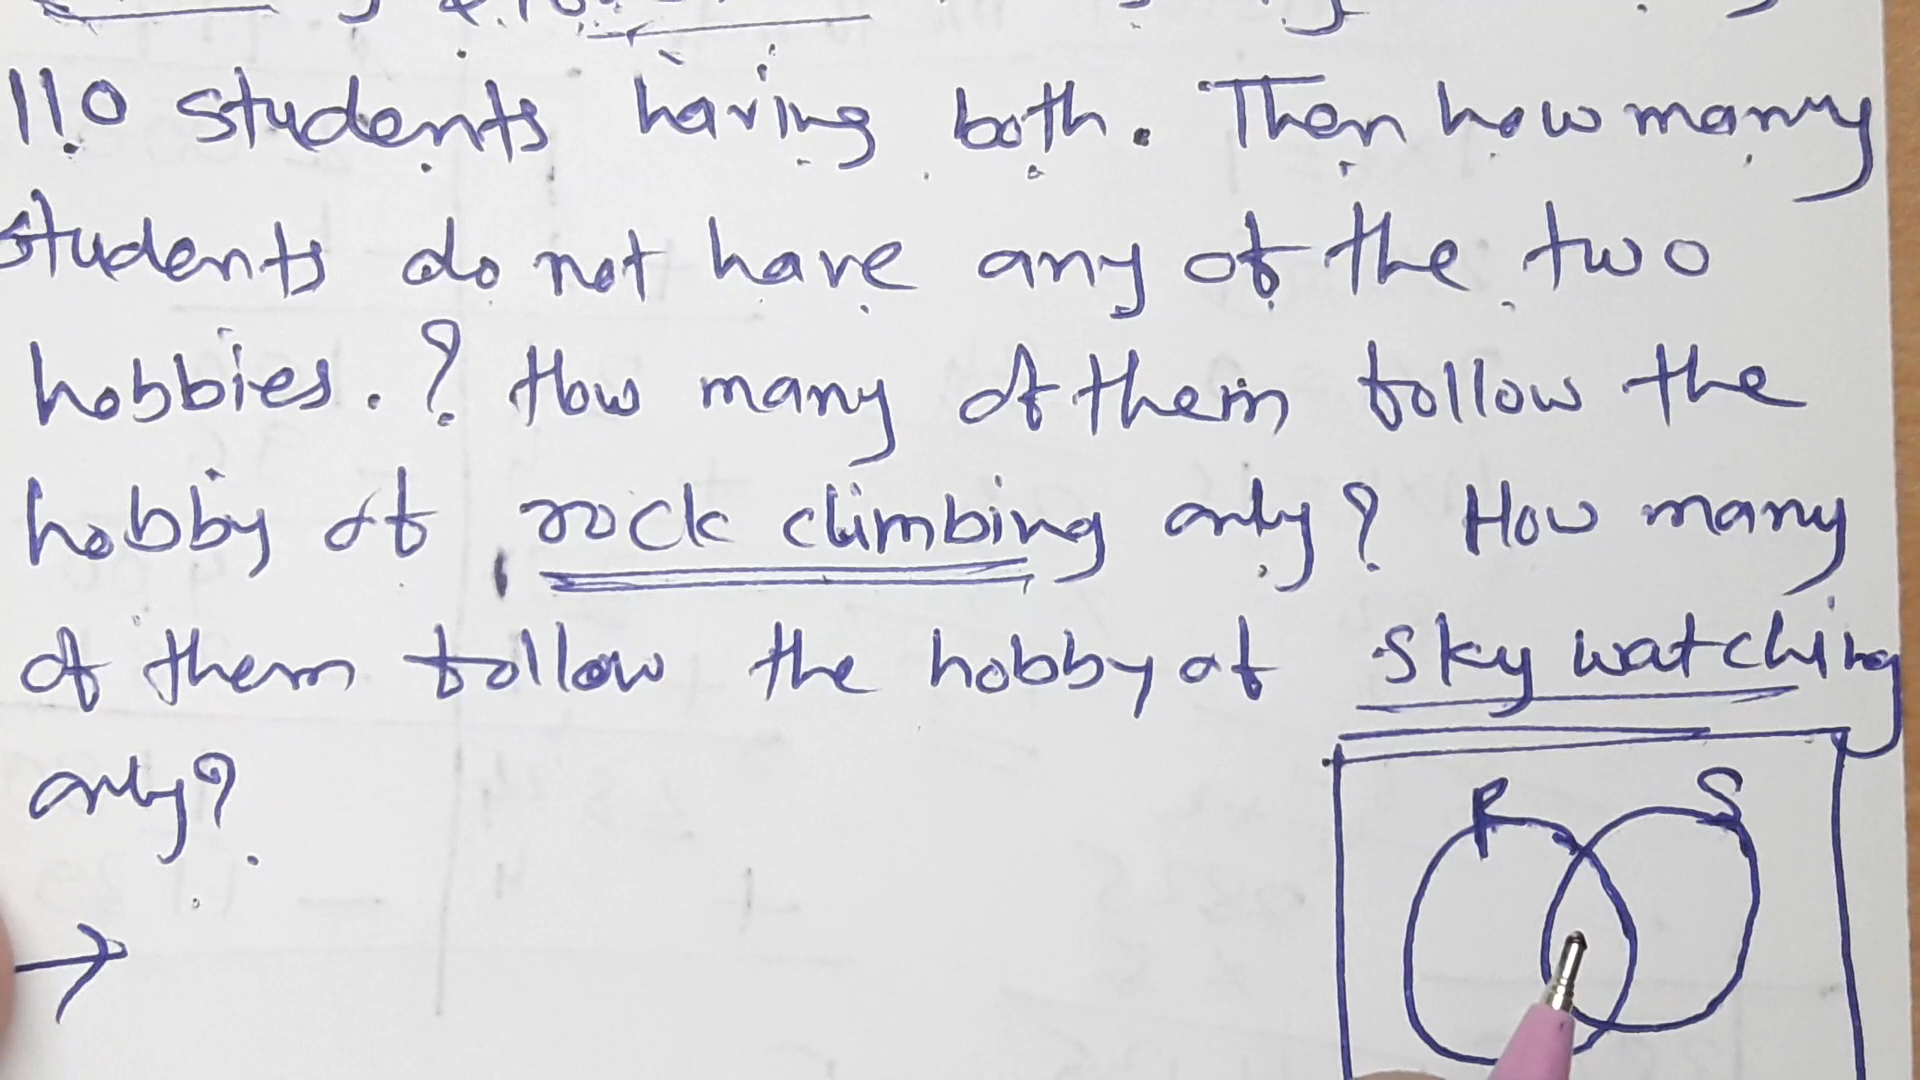 110 students having both. Then how many
students do not have any of the two
hobbies.? How many of them follow the
hobby of rock climbing only? How many
of them follow the hobby of sky watching
only?
R S